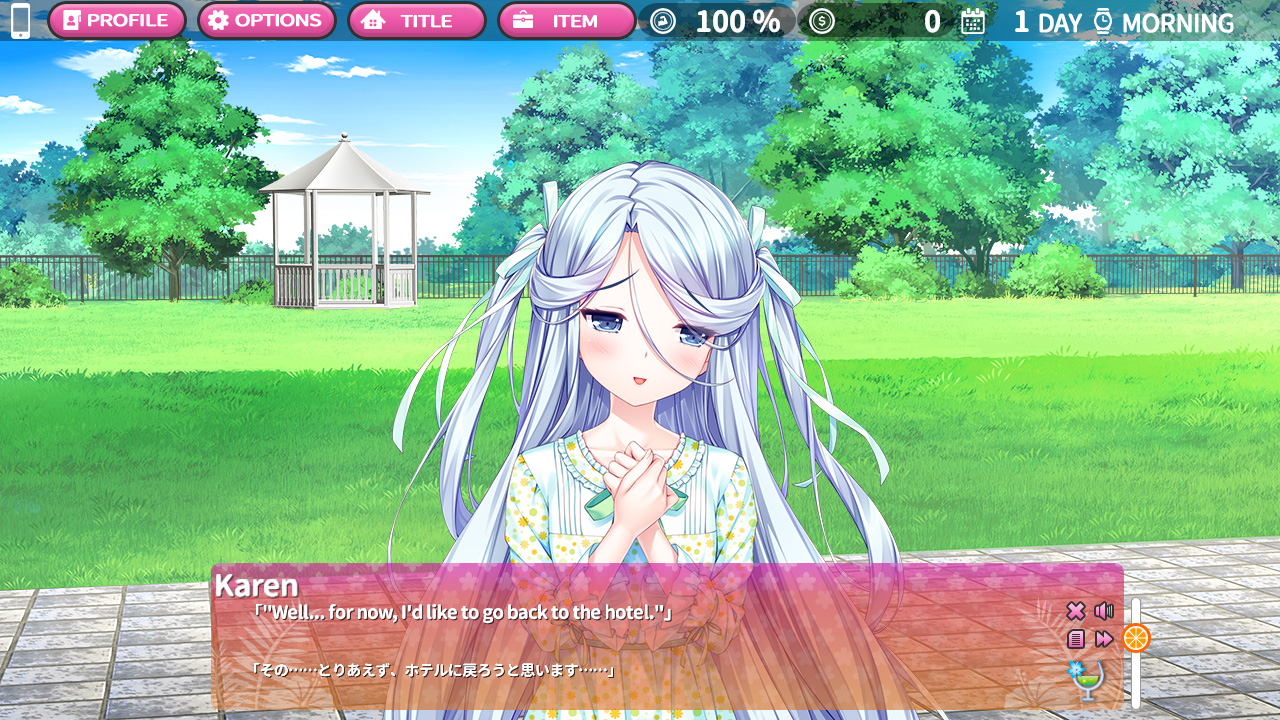 PROFILE
OPTIONS
TITLE
ITEM
100 %
0
1 DAY
MORNING
Karen
「"Well... for now, I'd like to go back to the hotel."」
「その……とりあえず、ホテルに戻ろうと思います……」